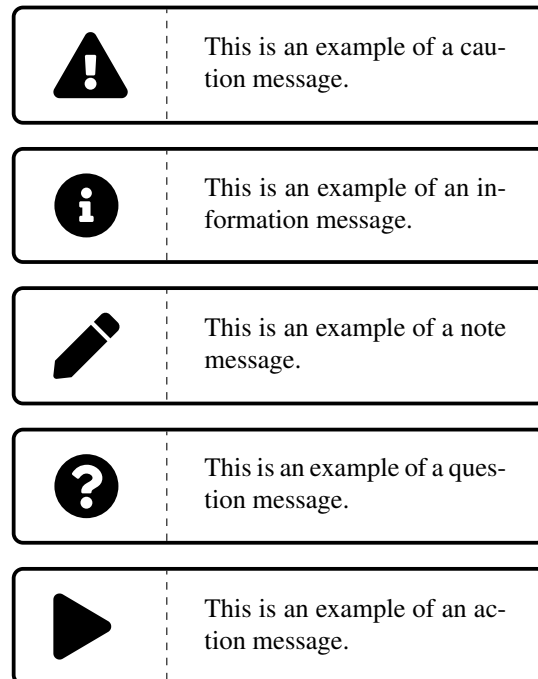 This is an example of a cau-
tion message.
This is an example of an in-
formation message.
This is an example of a note
message.
This is an example of a ques-
tion message.
This is an example of an ac-
tion message.